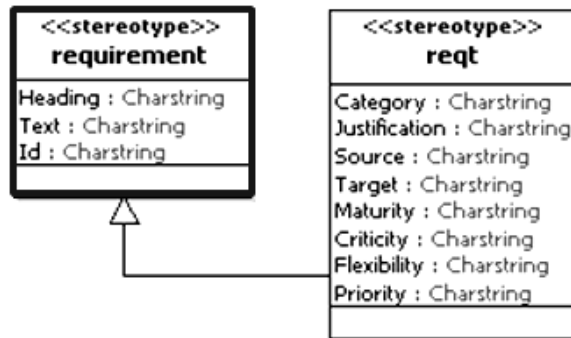 <<stereotype>>
requirement
Heading : Charstring
Text : Charstring
Id : Charstring
<<stereotype>>
reqt
Category : Charstring
Justification : Charstring
Source : Charstring
Target : Charstring
Maturity : Charstring
Criticity : Charstring
Flexibility : Charstring
Priority : Charstring